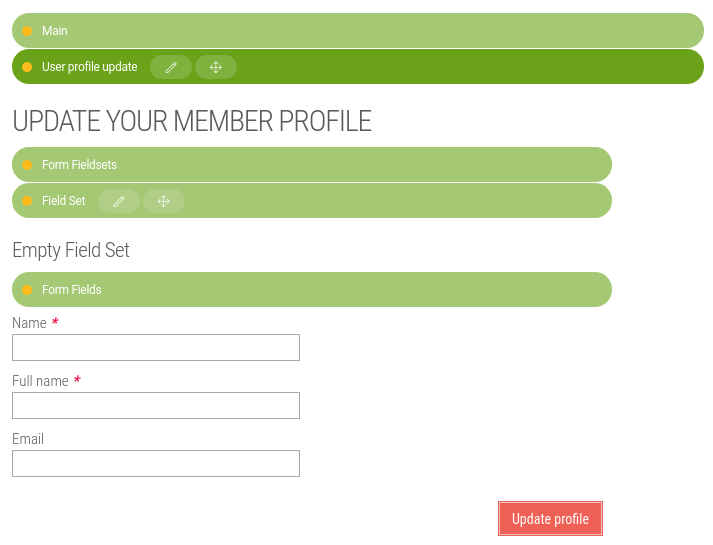 Main
User profile update
UPDATE YOUR MEMBER PROFILE
Form Fieldsets
Field Set
Empty Field Set
Form Fields
Name *
Full name *
Email
Update profile